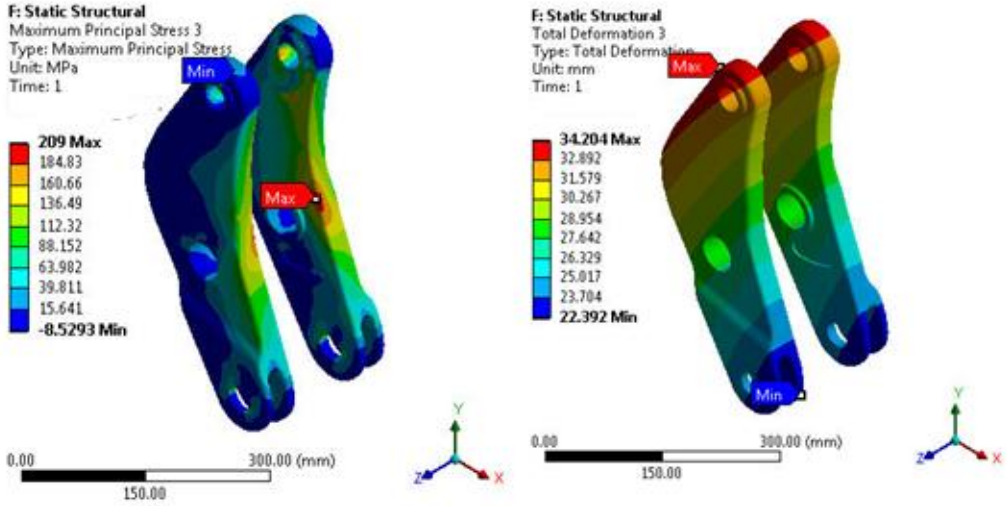 F: Static Structural
Maximum Principal Stress 3
Type: Maximum Principal Stress
Unit: MPa
Time: 1
Min
209 Max
184.83
160.66
136.49
112.32
88.152
63.982
39.811
15.641
-8.5293 Min
Max
0.00
300.00 (mm)
150.00
Y
Z
X
F: Static Structural
Total Deformation 3
Type: Total Deformation
Unit: mm
Time: 1
Max
34.204 Max
32.892
31.579
30.267
28.954
27.642
26.329
25.017
23.704
22.392 Min
Min
0.00
300.00 (mm)
150.00
Y
Z
X